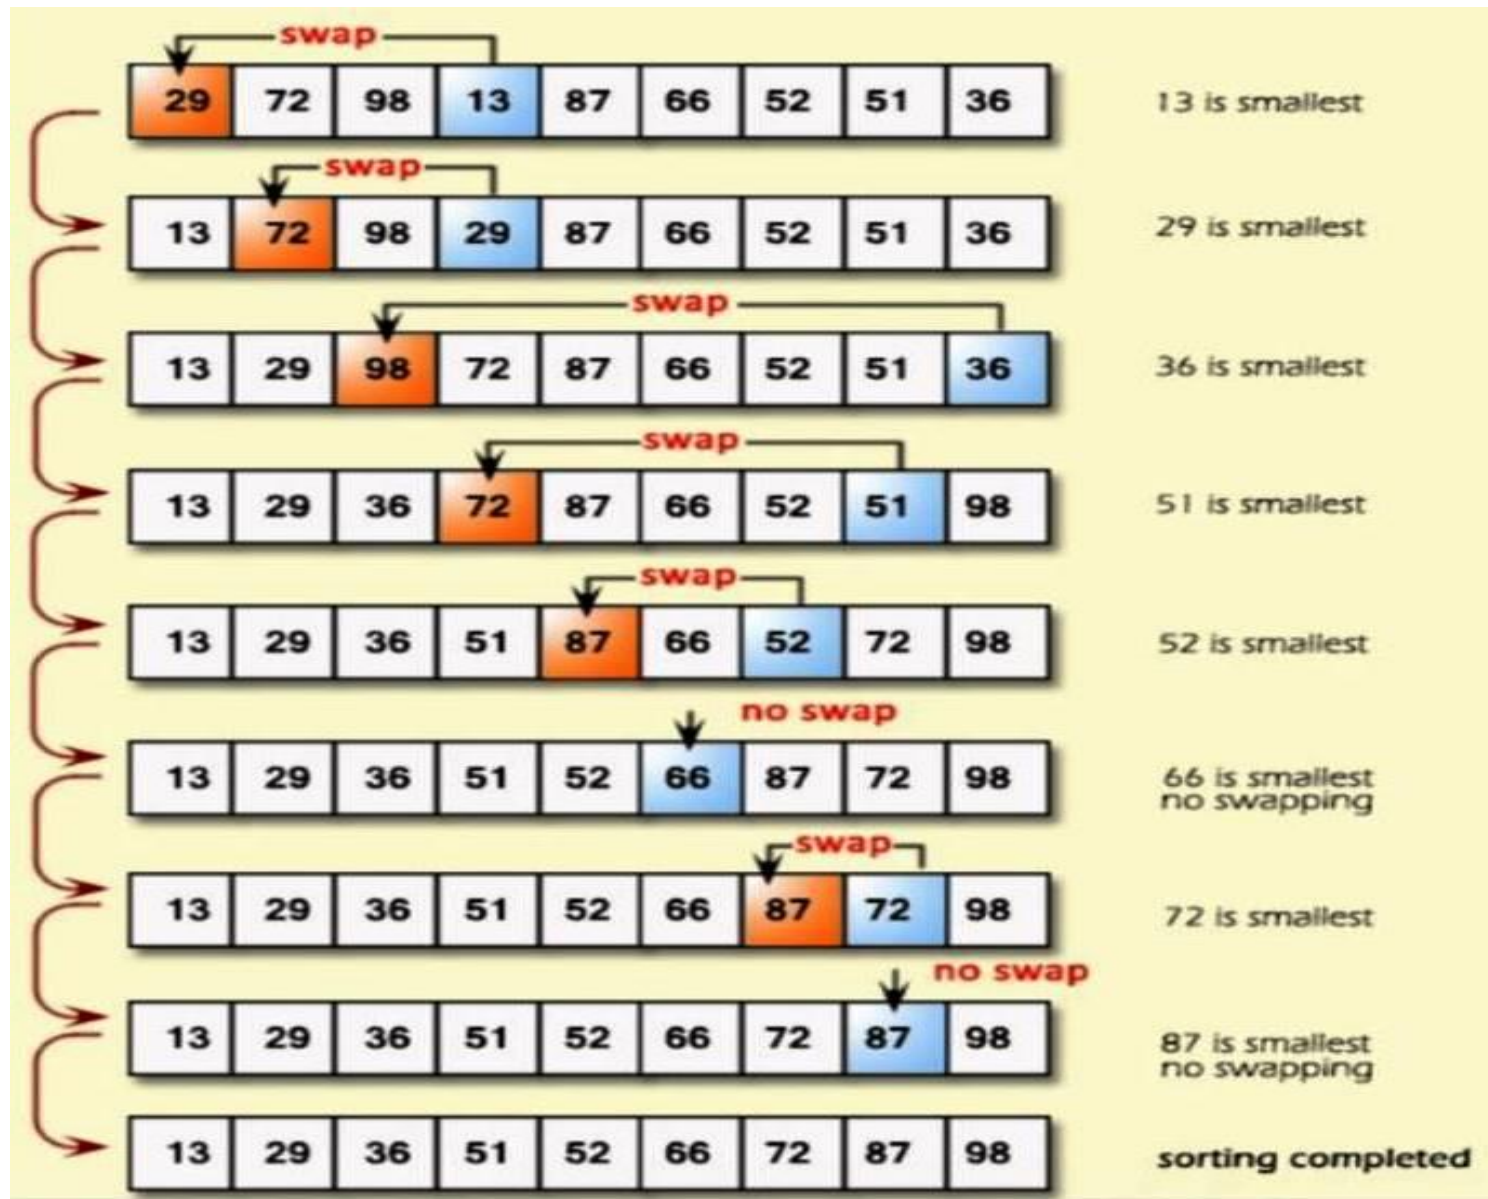 swap
29 72 98 13 87 66 52 51 36 13 is smallest
swap
13 72 98 29 87 66 52 51 36 29 is smallest
swap
13 29 98 72 87 66 52 51 36 36 is smallest
swap
13 29 36 72 87 66 52 51 98 51 is smallest
swap
13 29 36 51 87 66 52 72 98 52 is smallest
no swap
13 29 36 51 52 66 87 72 98 66 is smallest
no swapping
swap
13 29 36 51 52 66 87 72 98 72 is smallest
no swap
13 29 36 51 52 66 72 87 98 87 is smallest
no swapping
13 29 36 51 52 66 72 87 98 sorting completed